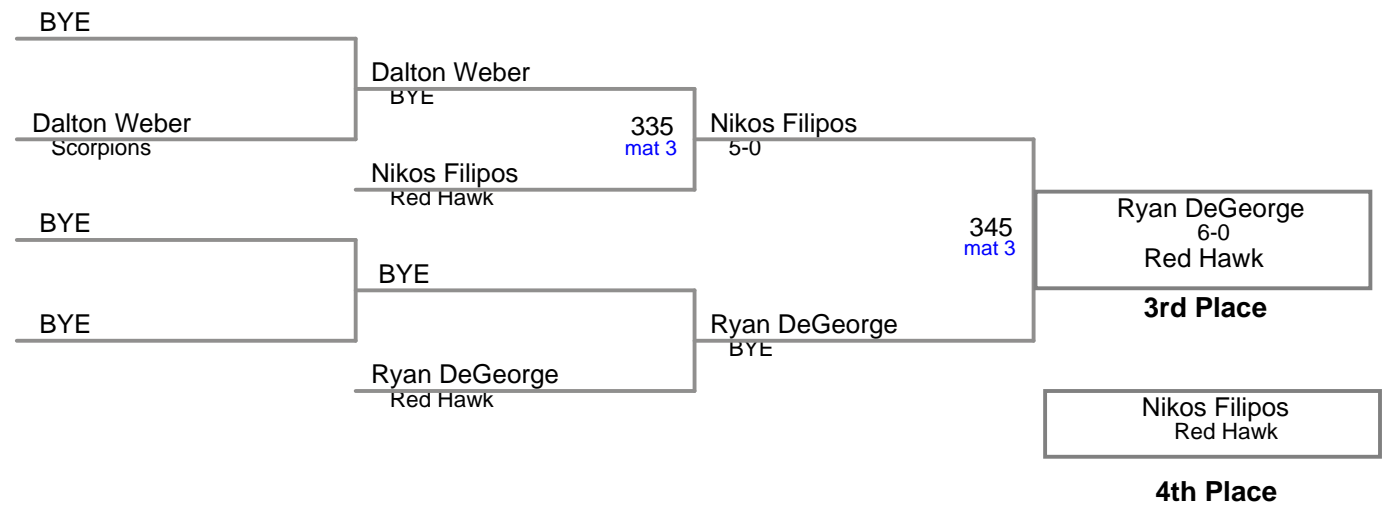 BYE
Dalton Weber
BYE
Dalton Weber
Scorpions
335
mat 3
Nikos Filipos
5-0
Nikos Filipos
Red Hawk
BYE
345
mat 3
Ryan DeGeorge
6-0
Red Hawk
3rd Place
BYE
BYE
Ryan DeGeorge
BYE
Ryan DeGeorge
Red Hawk
Nikos Filipos
Red Hawk
4th Place